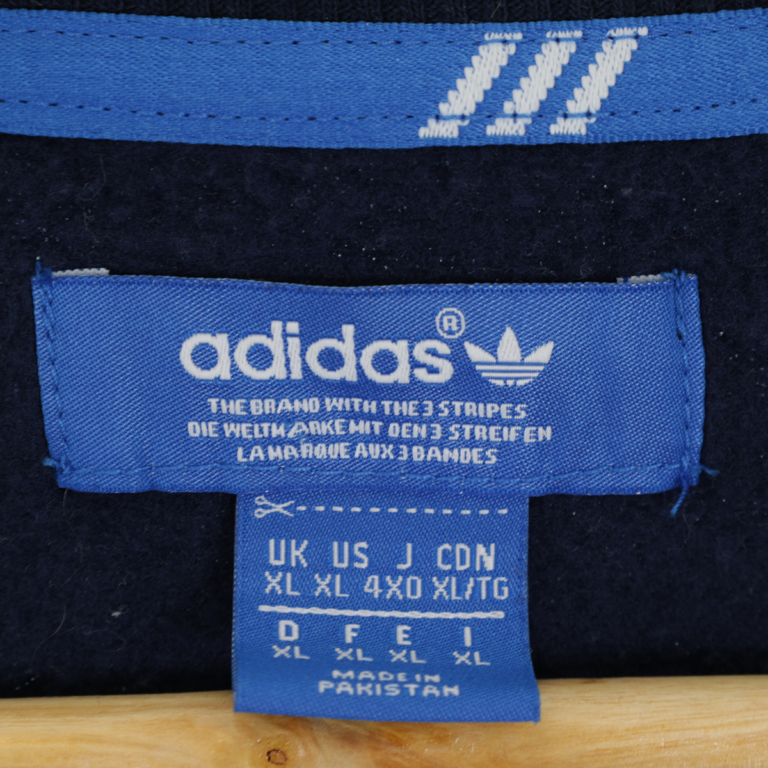 adidas®
THE BRAND WITH THE 3 STRIPES
DIE WELTMARKE MIT DEN 3 STREIFEN
LA MARQUE AUX 3 BANDES
UK US J CDN
XL XL 4XO XL/TG
D F E I
XL XL XL XL
MADE IN
PAKISTAN